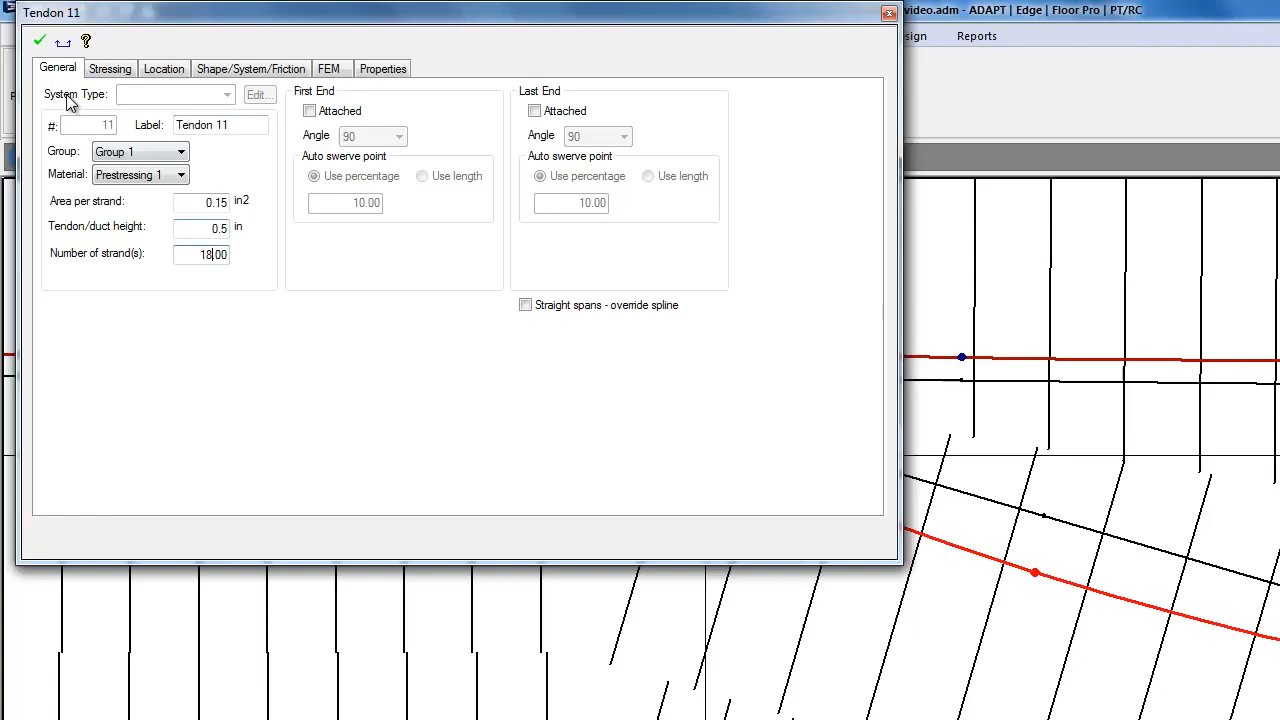 Tendon 11
video.adm - ADAPT | Edge | Floor Pro | PT/RC
sign Reports
General Stressing Location Shape/System/Friction FEM Properties
System Type: Edit...
#: 11 Label: Tendon 11
Group: Group 1
Material: Prestressing 1
Area per strand: 0.15 in2
Tendon/duct height: 0.5 in
Number of strand(s): 18.00
First End
Attached
Angle 90
Auto swerve point
Use percentage Use length
10.00
Last End
Attached
Angle 90
Auto swerve point
Use percentage Use length
10.00
Straight spans - override spline